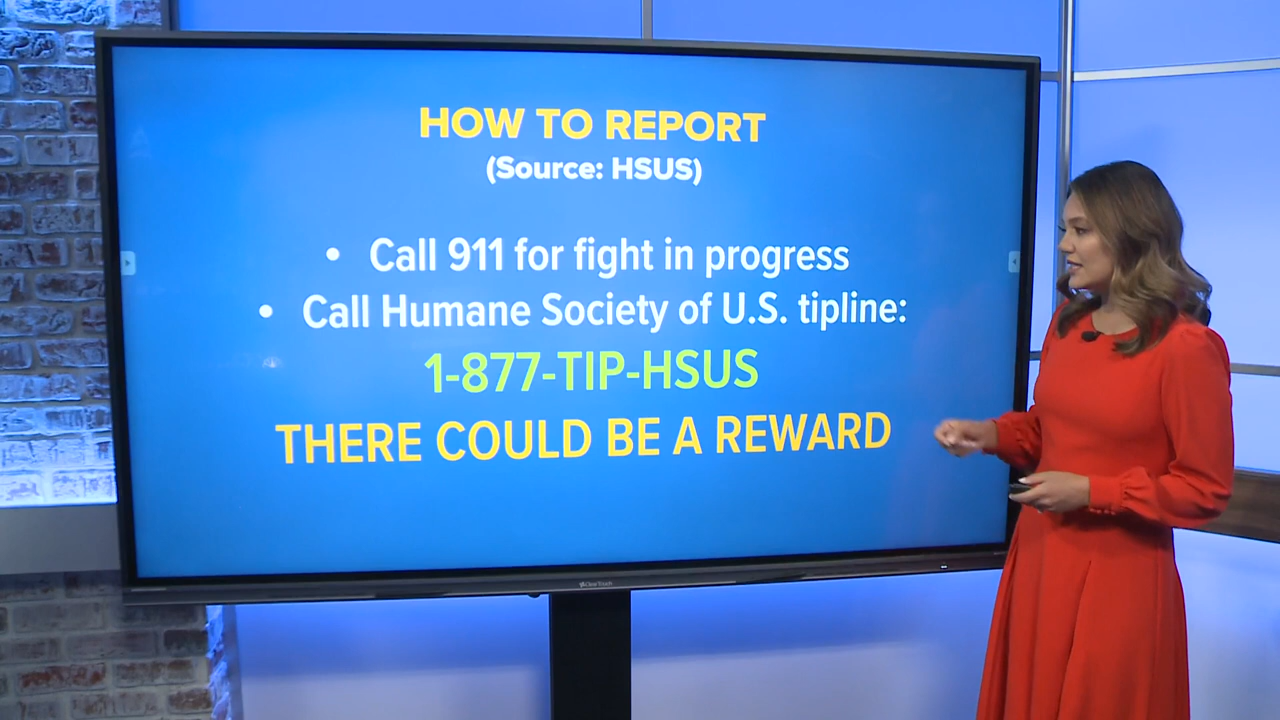 HOW TO REPORT
(Source: HSUS)
• Call 911 for fight in progress
• Call Humane Society of U.S. tipline:
1-877-TIP-HSUS
THERE COULD BE A REWARD
ClearTouch